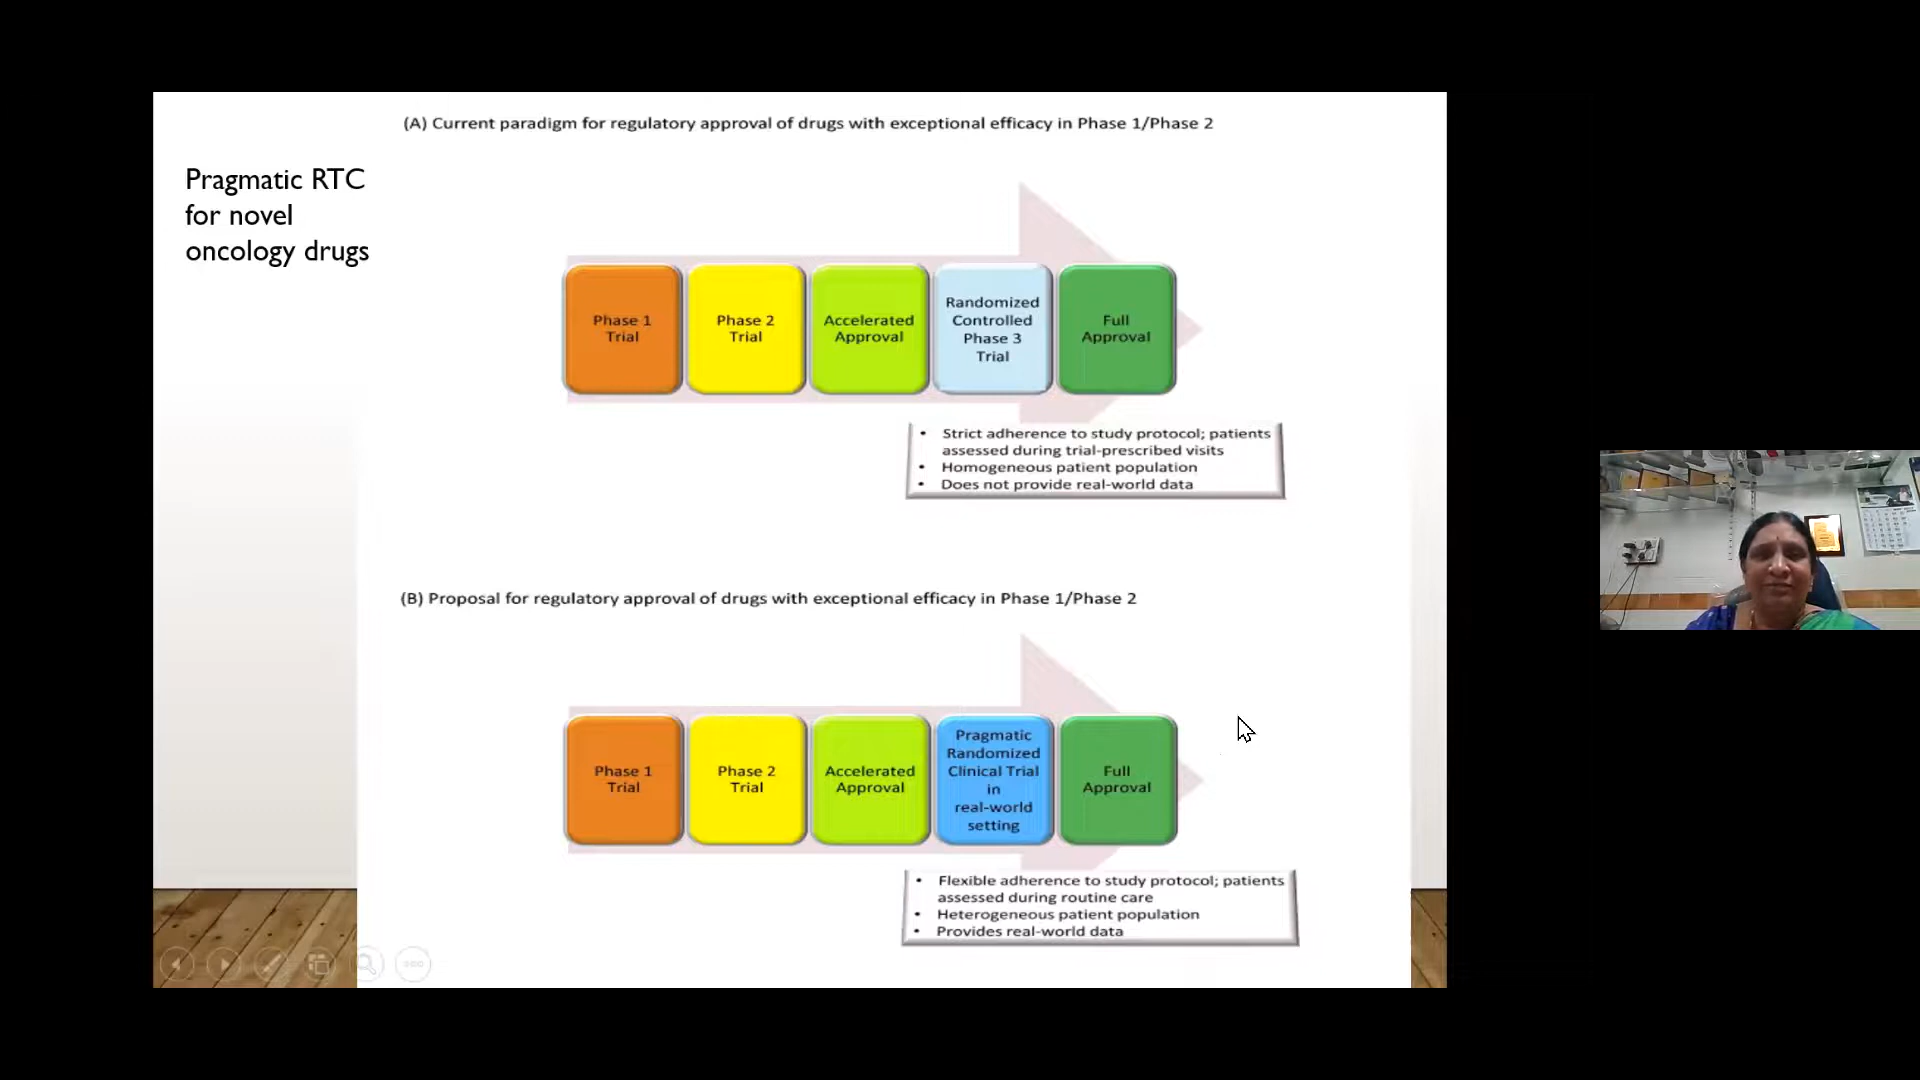 (A) Current paradigm for regulatory approval of drugs with exceptional efficacy in Phase 1/Phase 2
Pragmatic RTC
for novel
oncology drugs
Phase 1
Trial
Phase 2
Trial
Accelerated
Approval
Randomized
Controlled
Phase 3
Trial
Full
Approval
• Strict adherence to study protocol; patients
assessed during trial-prescribed visits
• Homogeneous patient population
• Does not provide real-world data
(B) Proposal for regulatory approval of drugs with exceptional efficacy in Phase 1/Phase 2
Phase 1
Trial
Phase 2
Trial
Accelerated
Approval
Pragmatic
Randomized
Clinical Trial
in
real-world
setting
Full
Approval
• Flexible adherence to study protocol; patients
assessed during routine care
• Heterogeneous patient population
• Provides real-world data